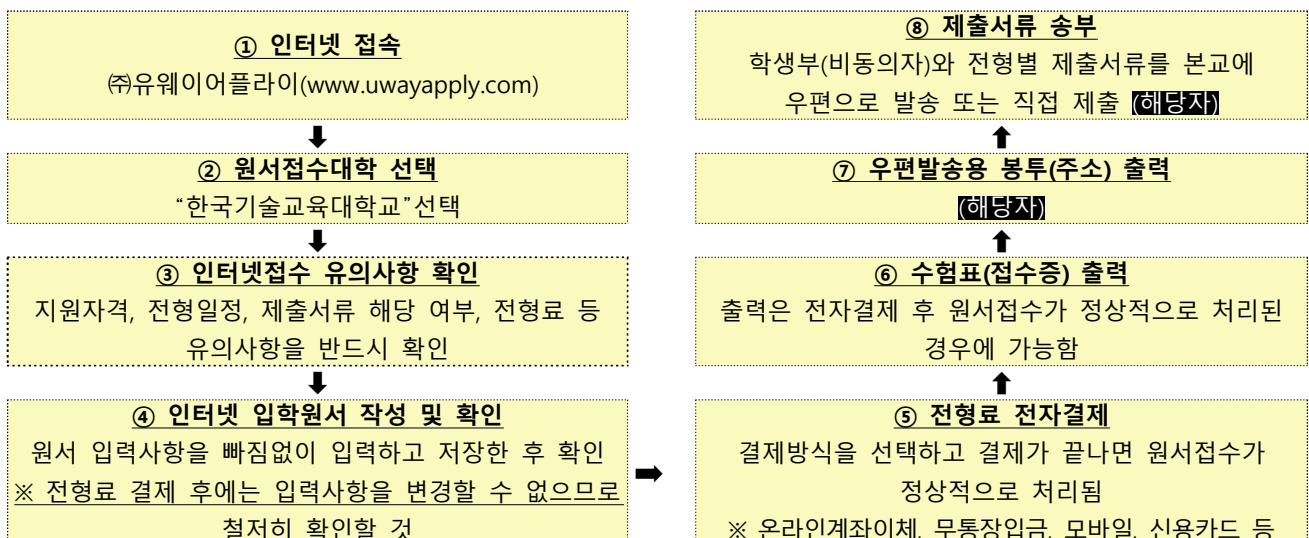 ① 인터넷 접속
㈜유웨이어플라이(www.uwayapply.com)
② 원서접수대학 선택
“한국기술교육대학교”선택
③ 인터넷접수 유의사항 확인
지원자격, 전형일정, 제출서류 해당 여부, 전형료 등
유의사항을 반드시 확인
④ 인터넷 입학원서 작성 및 확인
원서 입력사항을 빠짐없이 입력하고 저장한 후 확인
※ 전형료 결제 후에는 입력사항을 변경할 수 없으므로
철저히 확인할 것
⑤ 전형료 전자결제
결제방식을 선택하고 결제가 끝나면 원서접수가
정상적으로 처리됨
※ 온라인계좌이체, 무통장입금, 모바일, 신용카드 등
⑥ 수험표(접수증) 출력
출력은 전자결제 후 원서접수가 정상적으로 처리된
경우에 가능함
⑦ 우편발송용 봉투(주소) 출력
(해당자)
⑧ 제출서류 송부
학생부(비동의자)와 전형별 제출서류를 본교에
우편으로 발송 또는 직접 제출 (해당자)